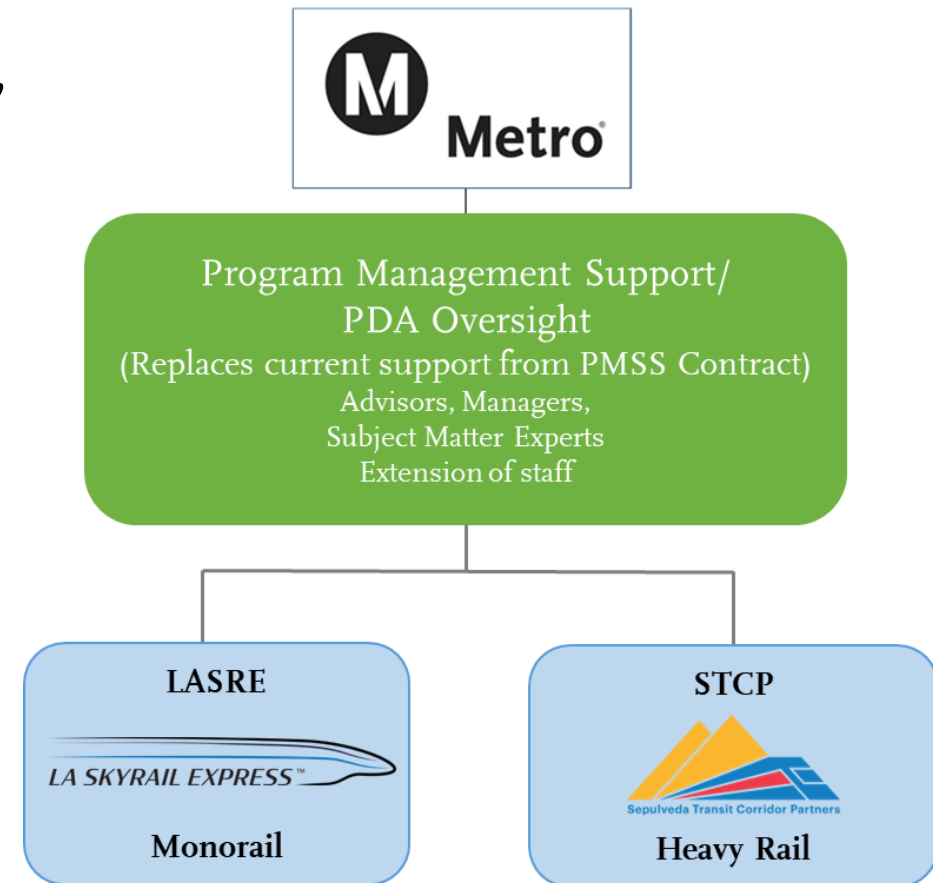 M
Metro®
Program Management Support/
PDA Oversight
(Replaces current support from PMSS Contract)
Advisors, Managers,
Subject Matter Experts
Extension of staff
LASRE
LA SKYRAIL EXPRESS™
Monorail
STCP
Sepulveda Transit Corridor Partners
Heavy Rail